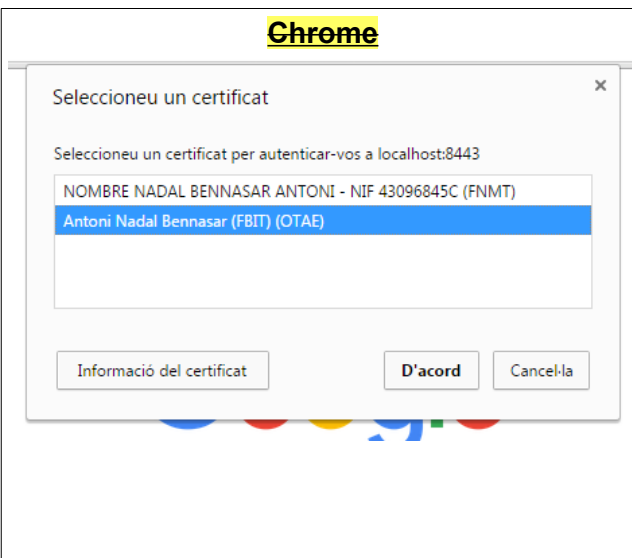 Chrome
Seleccioneu un certificat
Seleccioneu un certificat per autenticar-vos a localhost:8443
NOMBRE NADAL BENNASAR ANTONI - NIF 43096845C (FNMT)
Antoni Nadal Bennasar (FBIT) (OTAE)
Informació del certificat
D'acord
Cancel·la